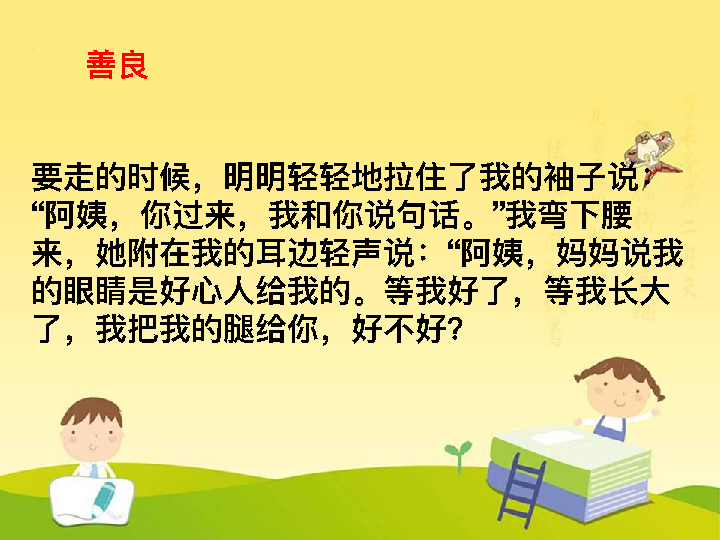 善良
要走的时候，明明轻轻地拉住了我的袖子说：
“阿姨，你过来，我和你说句话。”我弯下腰
来，她附在我的耳边轻声说：“阿姨，妈妈说我
的眼睛是好心人给我的。等我好了，等我长大
了，我把我的腿给你，好不好？